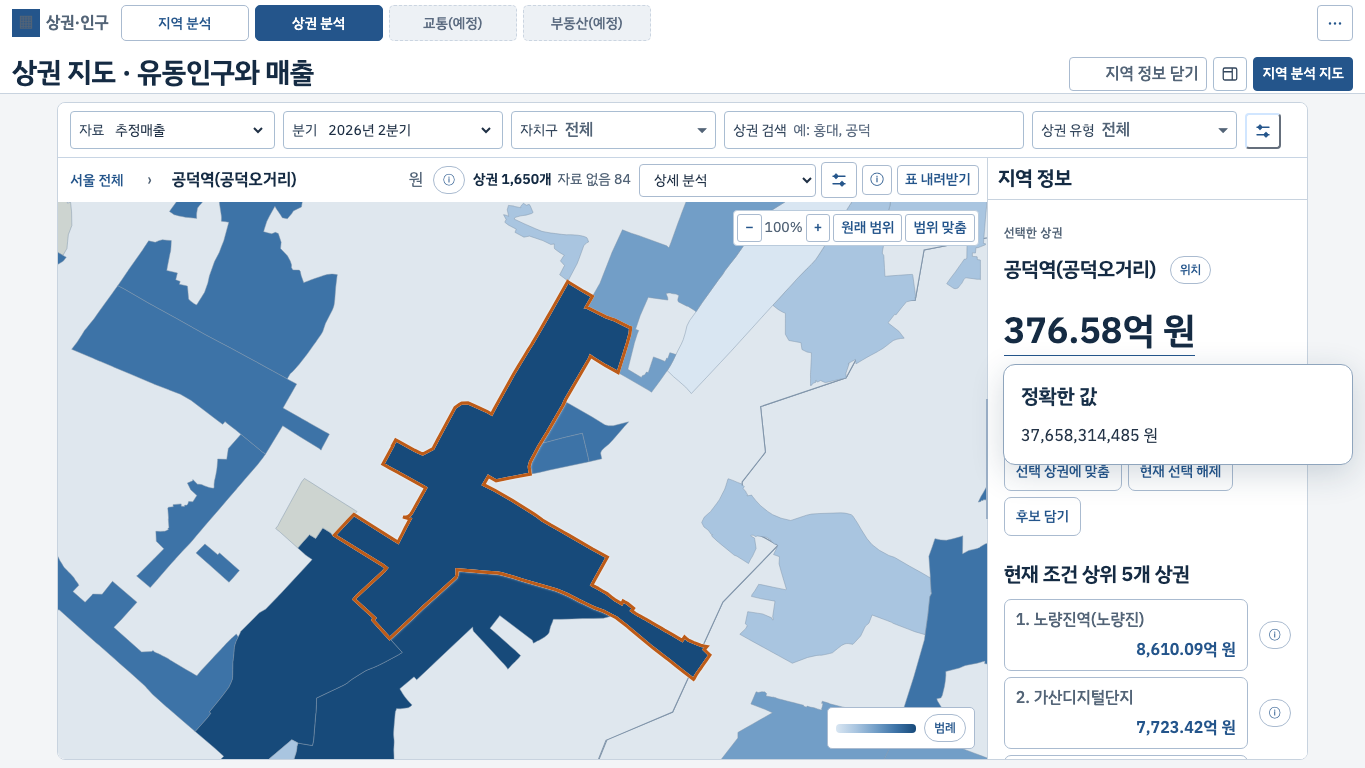 상권·인구 지역 분석 상권 분석 교통(예정) 부동산(예정) ···
상권 지도 · 유동인구와 매출 지역 정보 닫기 지역 분석 지도
자료 추정매출 분기 2026년 2분기 자치구 전체 상권 검색 예: 홍대, 공덕 상권 유형 전체
서울 전체 › 공덕역(공덕오거리) 원 ⓘ 상권 1,650개 자료 없음 84 상세 분석 ⓘ 표 내려받기
− 100% + 원래 범위 범위 맞춤
범례
지역 정보
선택한 상권
공덕역(공덕오거리) 위치
376.58억 원
정확한 값
37,658,314,485 원
선택 상권에 맞춤 현재 선택 해제
후보 담기
현재 조건 상위 5개 상권
1. 노량진역(노량진)
8,610.09억 원 ⓘ
2. 가산디지털단지
7,723.42억 원 ⓘ